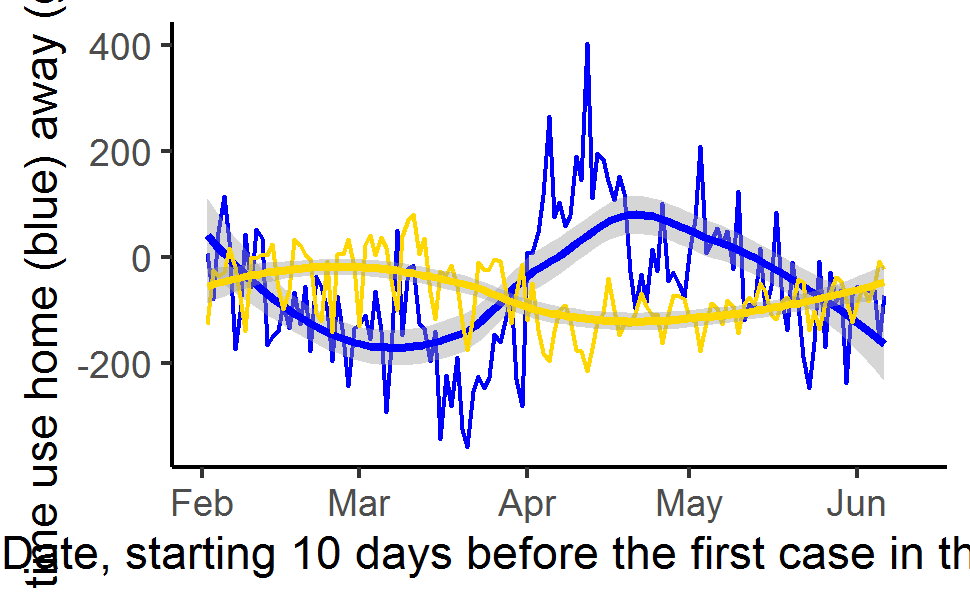 time use home (blue) away (
400
200
0
-200
Feb Mar Apr May Jun
Date, starting 10 days before the first case in th